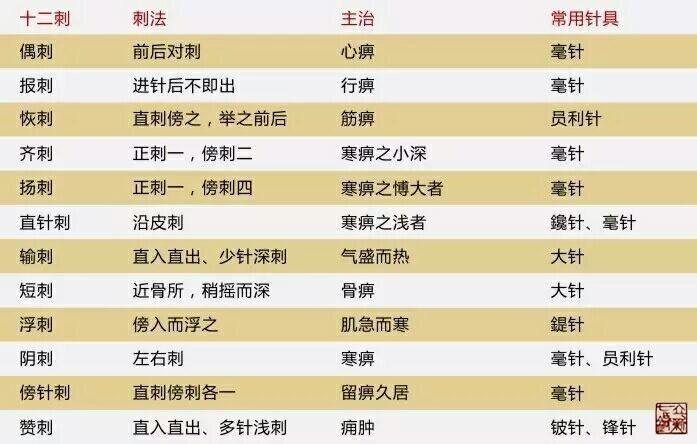 十二刺 刺法 主治 常用针具
偶刺 前后对刺 心痹 毫针
报刺 进针后不即出 行痹 毫针
恢刺 直刺傍之，举之前后 筋痹 员利针
齐刺 正刺一，傍刺二 寒痹之小深 毫针
扬刺 正刺一，傍刺四 寒痹之愽大者 毫针
直针刺 沿皮刺 寒痹之浅者 鑱针、毫针
输刺 直入直出、少针深刺 气盛而热 大针
短刺 近骨所，稍摇而深 骨痹 大针
浮刺 傍入而浮之 肌急而寒 鍉针
阴刺 左右刺 寒痹 毫针、员利针
傍针刺 直刺傍刺各一 留痹久居 毫针
赞刺 直入直出、多针浅刺 痈肿 铍针、锋针